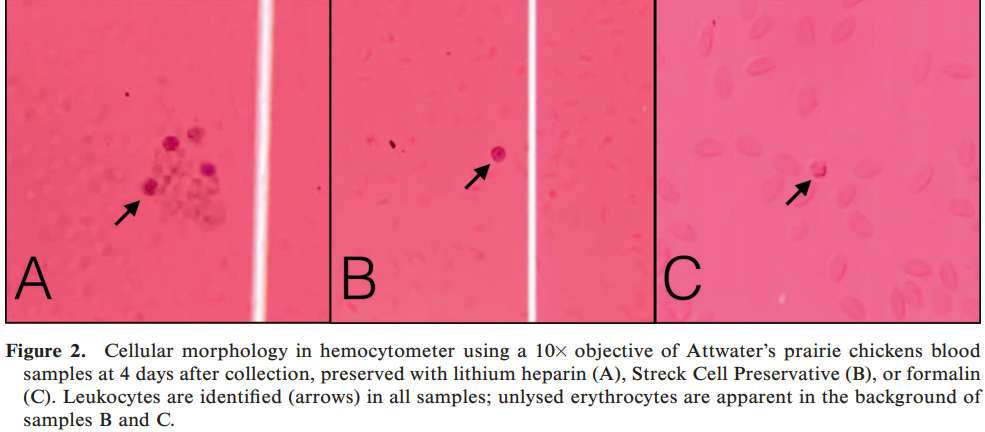 A
B
C
Figure 2. Cellular morphology in hemocytometer using a 10× objective of Attwater's prairie chickens blood
samples at 4 days after collection, preserved with lithium heparin (A), Streck Cell Preservative (B), or formalin
(C). Leukocytes are identified (arrows) in all samples; unlysed erythrocytes are apparent in the background of
samples B and C.